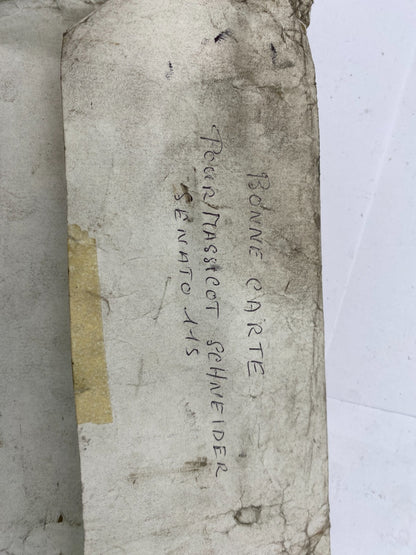 BONNE CARTE
POUR MASSICOT SCHNEIDER
SENATO 115